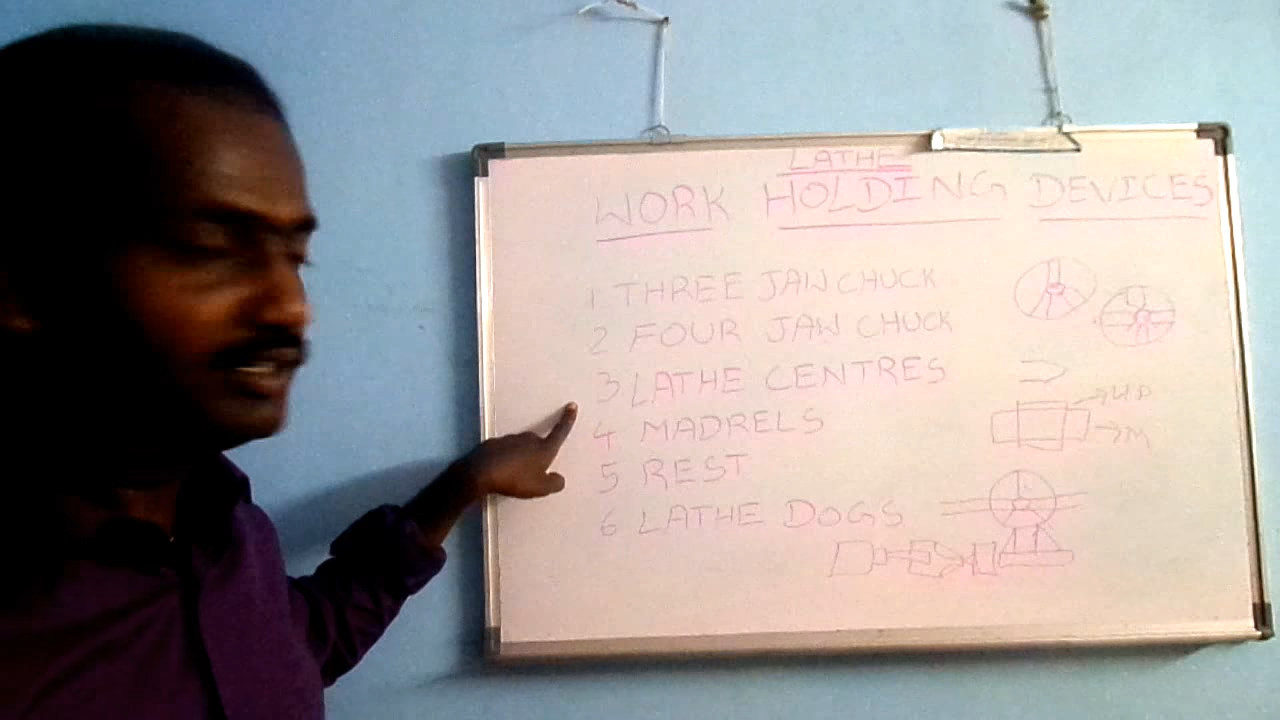 LATHE
WORK HOLDING DEVICES
1 THREE JAW CHUCK
2 FOUR JAW CHUCK
3 LATHE CENTRES
4 MADRELS
5 REST
6 LATHE DOGS
M